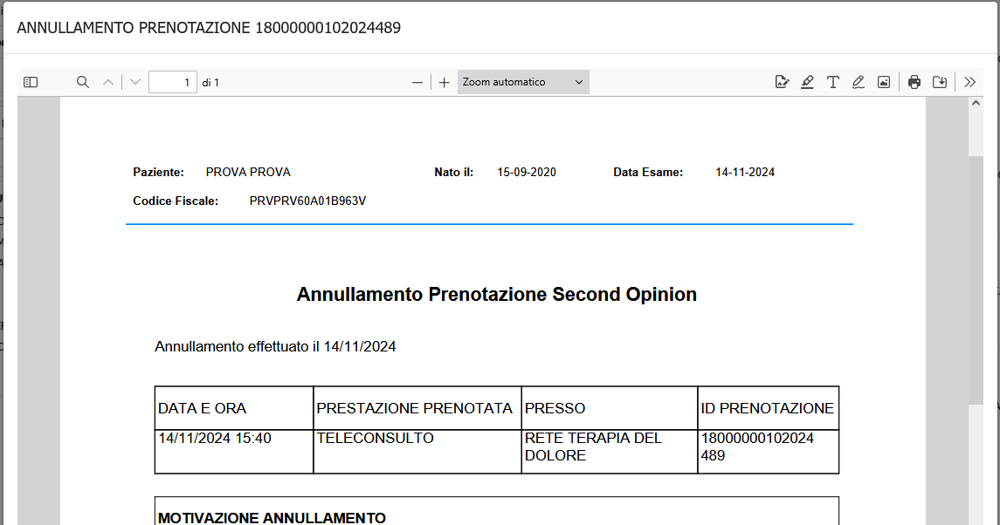 ANNULLAMENTO PRENOTAZIONE 18000000102024489
1 di 1 Zoom automatico
Paziente: PROVA PROVA Nato il: 15-09-2020 Data Esame: 14-11-2024
Codice Fiscale: PRVPRV60A01B963V
Annullamento Prenotazione Second Opinion
Annullamento effettuato il 14/11/2024
DATA E ORA PRESTAZIONE PRENOTATA PRESSO ID PRENOTAZIONE
14/11/2024 15:40 TELECONSULTO RETE TERAPIA DEL 18000000102024
DOLORE 489
MOTIVAZIONE ANNULLAMENTO